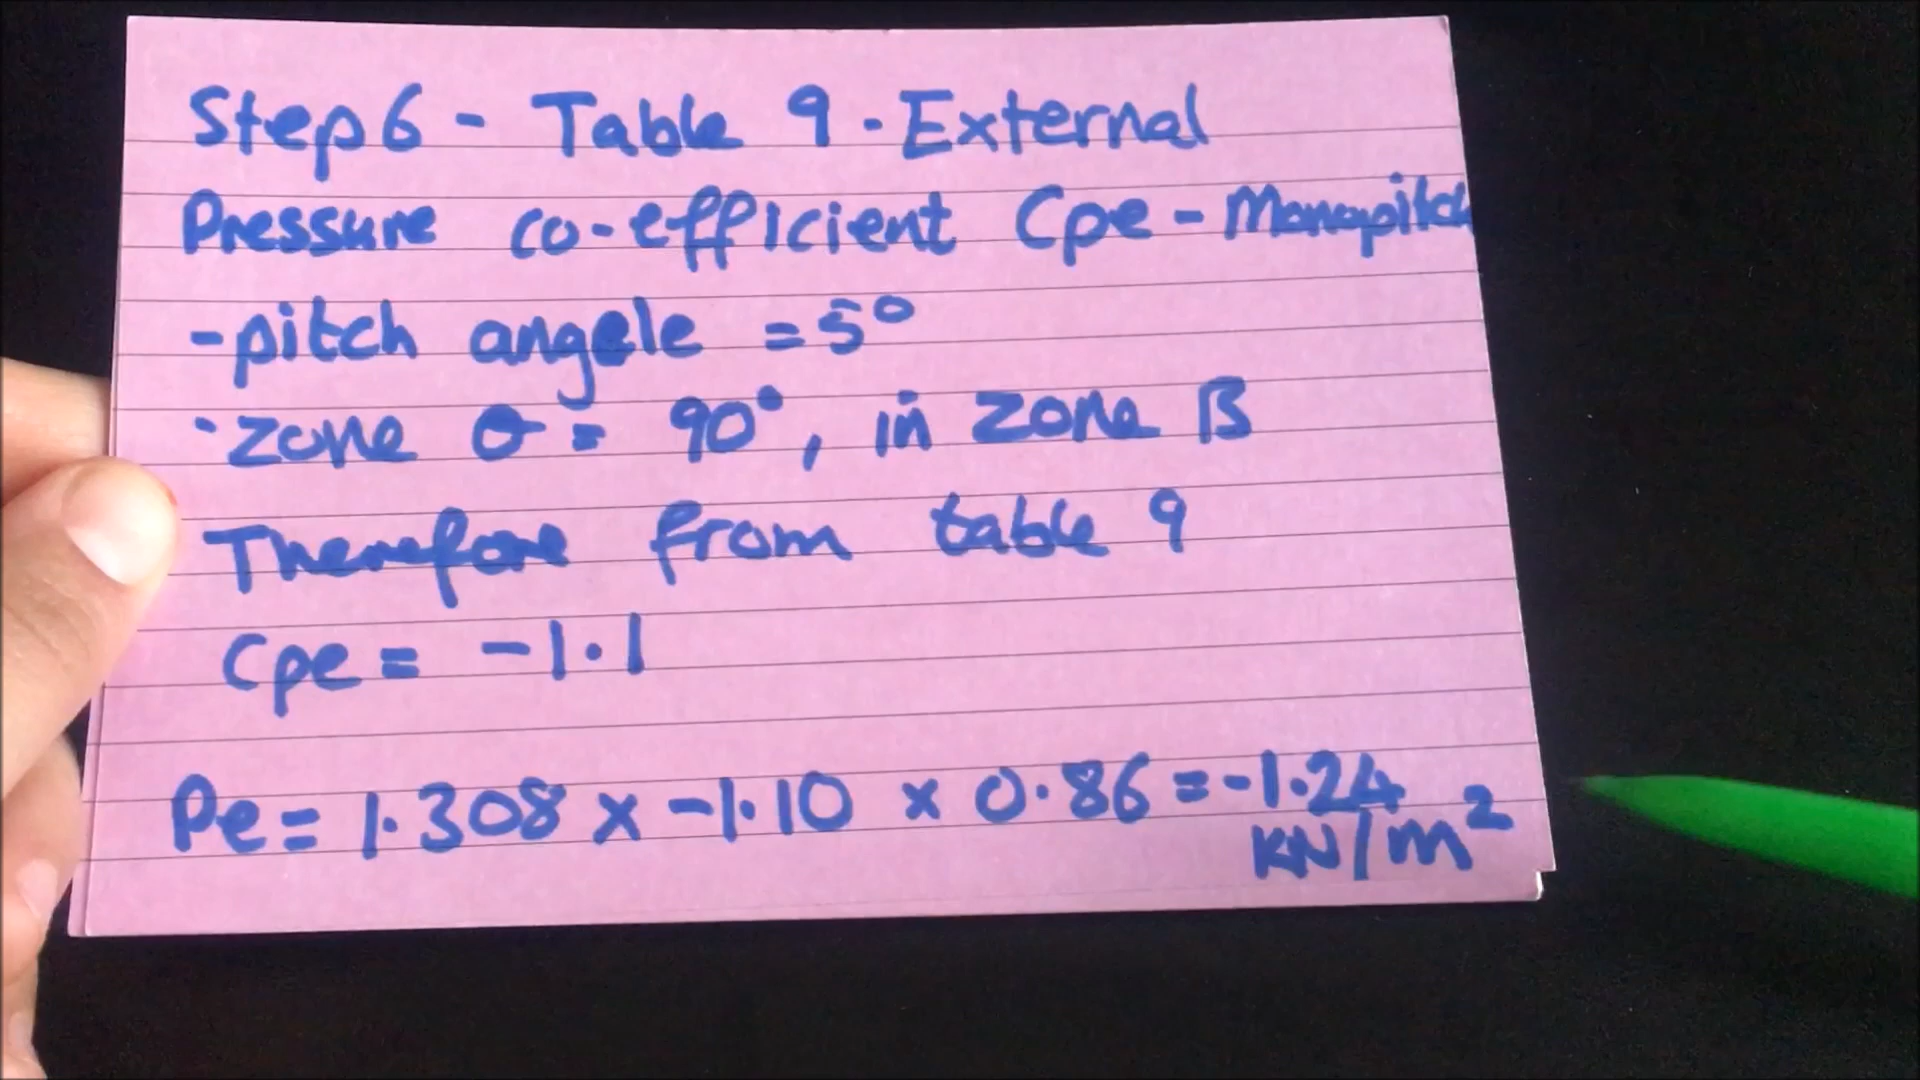 Step 6 - Table 9 - External
Pressure co-efficient Cpe - Monopitch
- pitch angele = 5°
- zone θ = 90°, in zone B
Therefore from table 9
Cpe = -1.1
Pe = 1.308 x -1.10 x 0.86 = -1.24
KN/m²